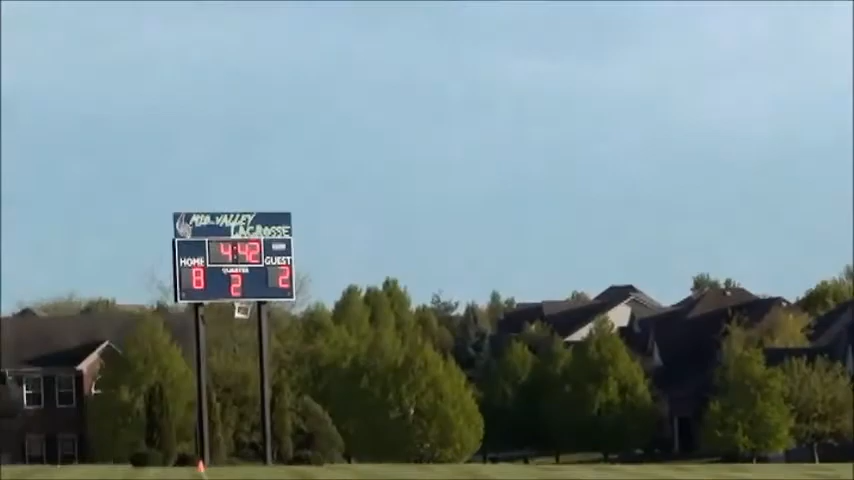 MID-VALLEY
LACROSSE
4:42
HOME
QUARTER
GUEST
8
2
2